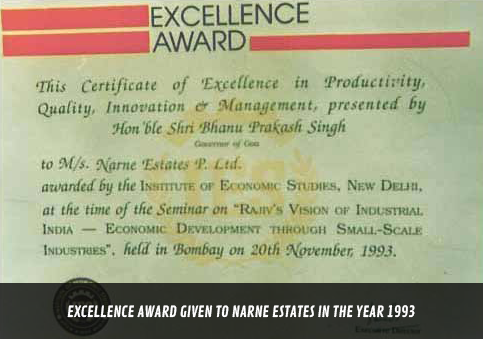 EXCELLENCE
AWARD
This Certificate of Excellence in Productivity,
Quality, Innovation & Management, presented by
Hon'ble Shri Bhanu Prakash Singh
Governor of Goa
to M/s. Narne Estates P. Ltd.
awarded by the INSTITUTE OF ECONOMIC STUDIES, NEW DELHI,
at the time of the Seminar on "RAJIV'S VISION OF INDUSTRIAL
INDIA — ECONOMIC DEVELOPMENT THROUGH SMALL-SCALE
INDUSTRIES", held in Bombay on 20th November, 1993.
EXCELLENCE AWARD GIVEN TO NARNE ESTATES IN THE YEAR 1993
Executive Director